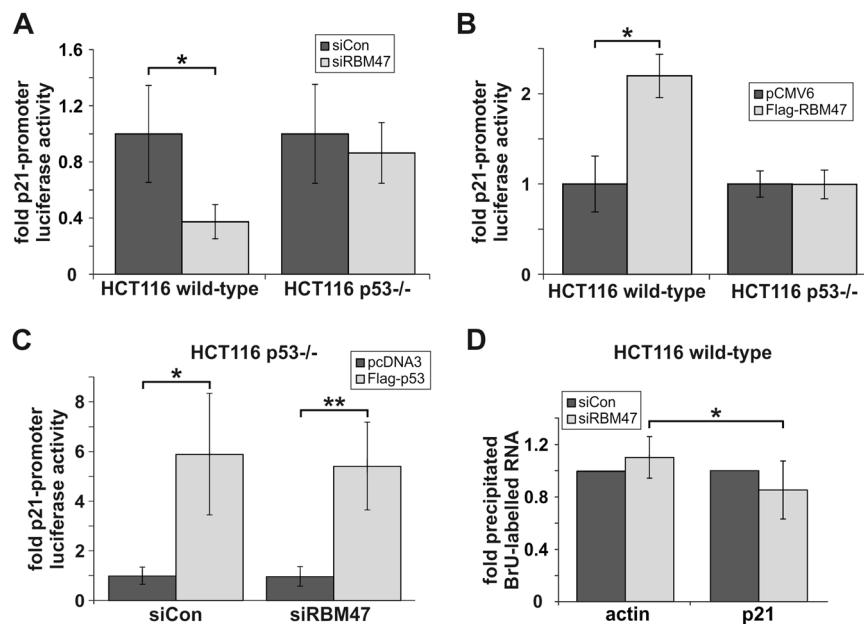 A
fold p21-promoter
luciferase activity
1.6
1.2
0.8
0.4
0
*
siCon
siRBM47
HCT116 wild-type
HCT116 p53-/-
B
fold p21-promoter
luciferase activity
2
1
0
*
pCMV6
Flag-RBM47
HCT116 wild-type
HCT116 p53-/-
C
HCT116 p53-/-
fold p21-promoter
luciferase activity
8
6
4
2
0
*
**
pcDNA3
Flag-p53
siCon
siRBM47
D
HCT116 wild-type
fold precipitated
BrU-labelled RNA
1.2
0.8
0.4
0
siCon
siRBM47
*
actin
p21